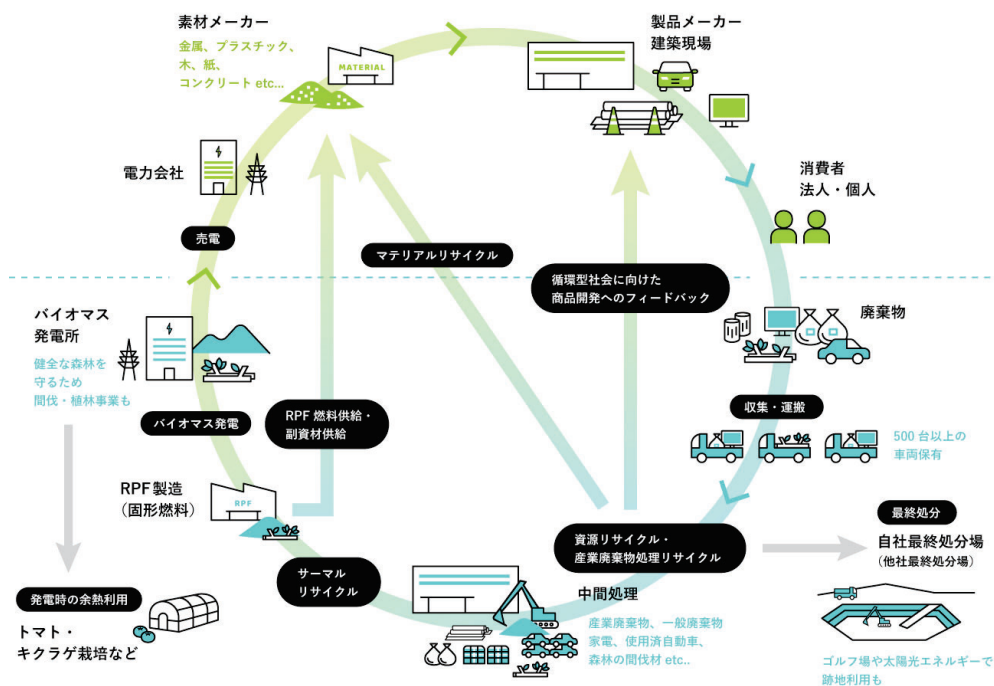 素材メーカー
金属、プラスチック、
木、紙、
コンクリート etc...
MATERIAL
製品メーカー
建築現場
電力会社
消費者
法人・個人
売電
マテリアルリサイクル
循環型社会に向けた
商品開発へのフィードバック
バイオマス
発電所
健全な森林を
守るため
間伐・植林事業も
廃棄物
バイオマス発電
RPF 燃料供給・
副資材供給
収集・運搬
500 台以上の
車両保有
RPF 製造
（固形燃料）
RPF
資源リサイクル・
産業廃棄物処理リサイクル
最終処分
自社最終処分場
(他社最終処分場)
サーマル
リサイクル
中間処理
産業廃棄物、一般廃棄物
家電、使用済自動車、
森林の間伐材 etc..
発電時の余熱利用
トマト・
キクラゲ栽培など
ゴルフ場や太陽光エネルギーで
跡地利用も